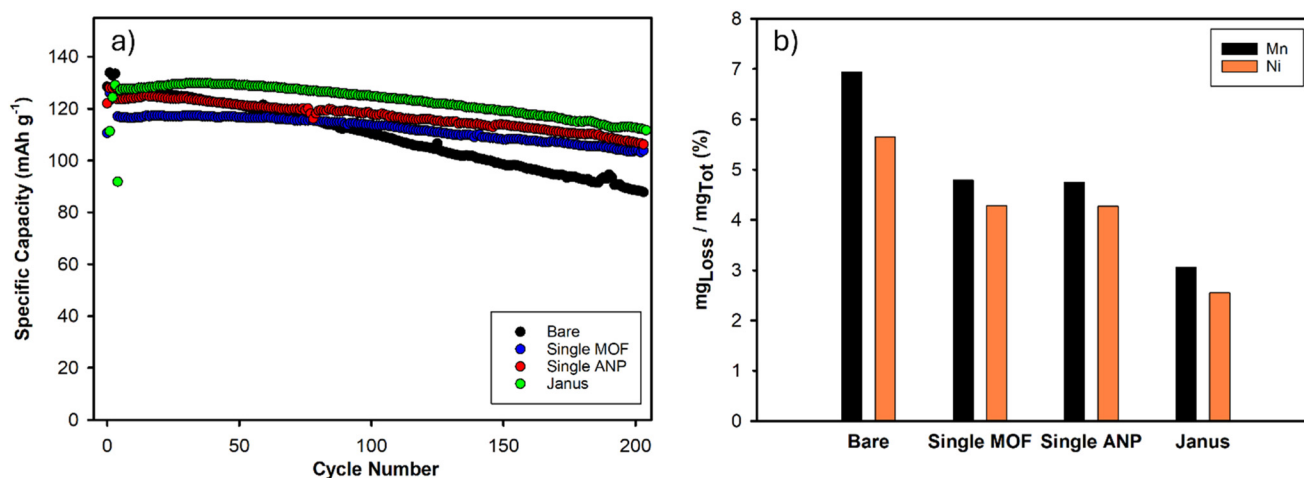 a)
Specific Capacity (mAh g⁻¹)
140
120
100
80
60
40
20
0
Bare
Single MOF
Single ANP
Janus
0
50
100
150
200
Cycle Number
b)
mgLoss / mgTot (%)
8
7
6
5
4
3
2
1
0
Mn
Ni
Bare
Single MOF
Single ANP
Janus